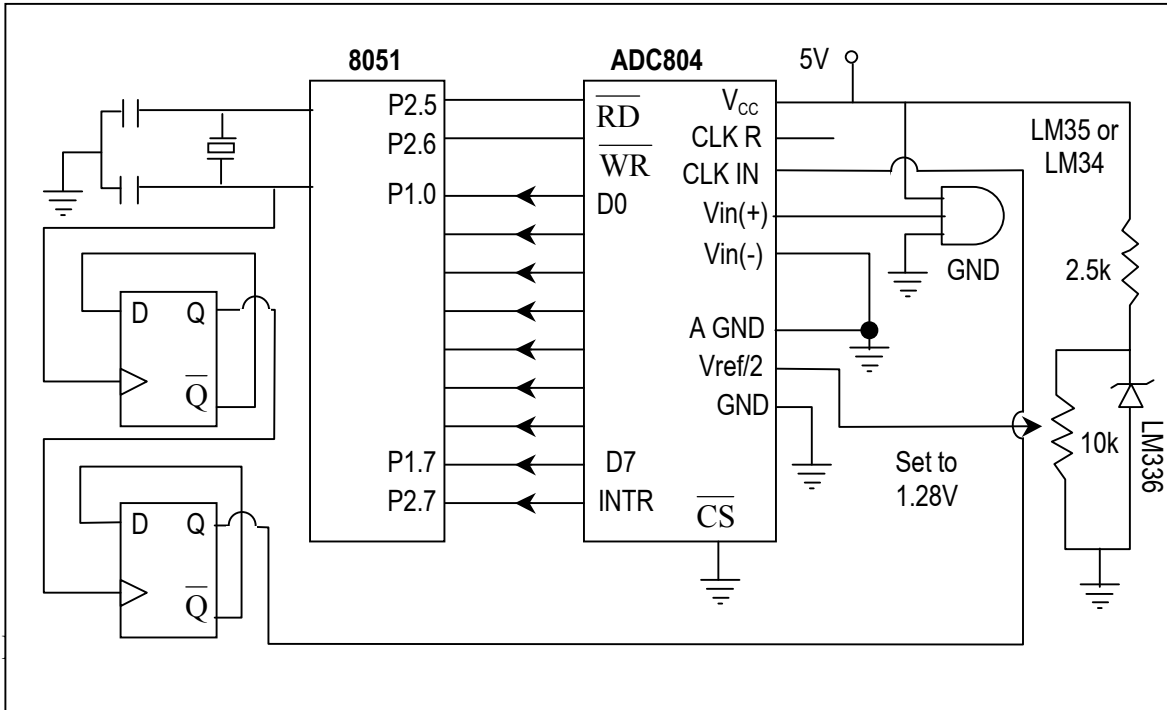 8051
ADC804
5V
P2.5
P2.6
P1.0
P1.7
P2.7
RD
WR
D0
D7
INTR
CS
VCC
CLK R
CLK IN
Vin(+)
Vin(-)
A GND
Vref/2
GND
LM35 or
LM34
GND
2.5k
10k
LM336
Set to
1.28V
D Q
Q
D Q
Q